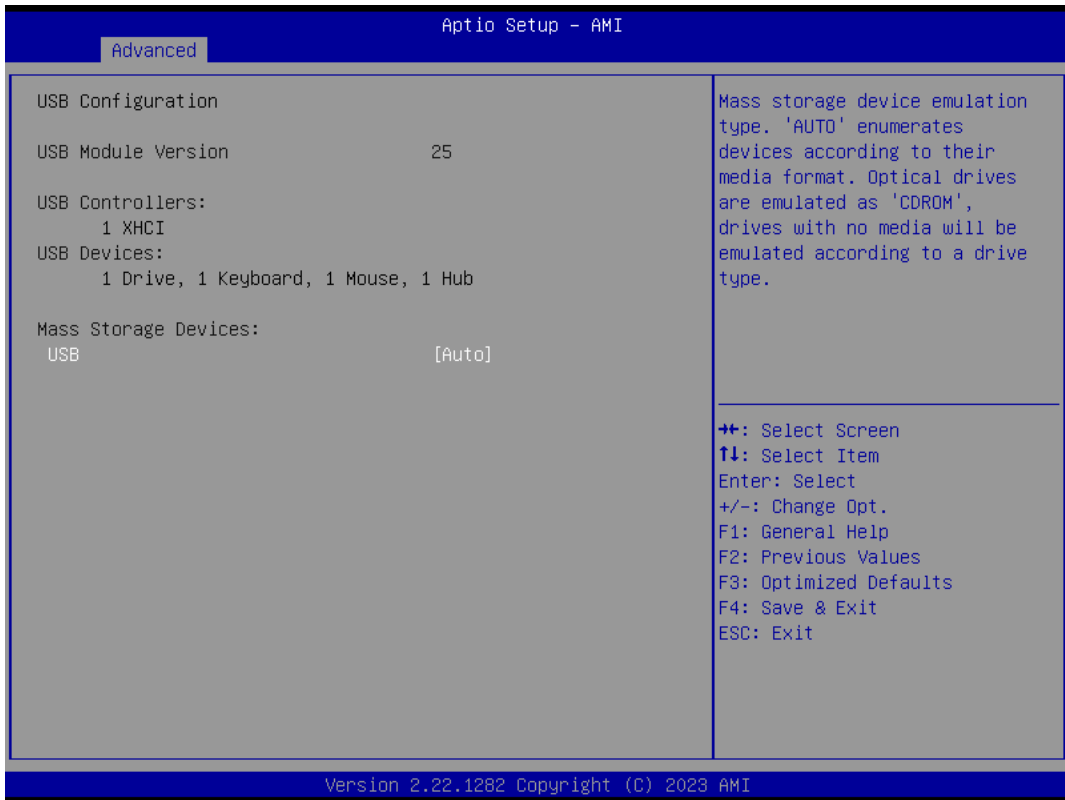 Aptio Setup – AMI
Advanced
USB Configuration
USB Module Version 25
USB Controllers:
1 XHCI
USB Devices:
1 Drive, 1 Keyboard, 1 Mouse, 1 Hub
Mass Storage Devices:
USB [Auto]
Mass storage device emulation
type. 'AUTO' enumerates
devices according to their
media format. Optical drives
are emulated as 'CDROM',
drives with no media will be
emulated according to a drive
type.
→←: Select Screen
↑↓: Select Item
Enter: Select
+/-: Change Opt.
F1: General Help
F2: Previous Values
F3: Optimized Defaults
F4: Save & Exit
ESC: Exit
Version 2.22.1282 Copyright (C) 2023 AMI